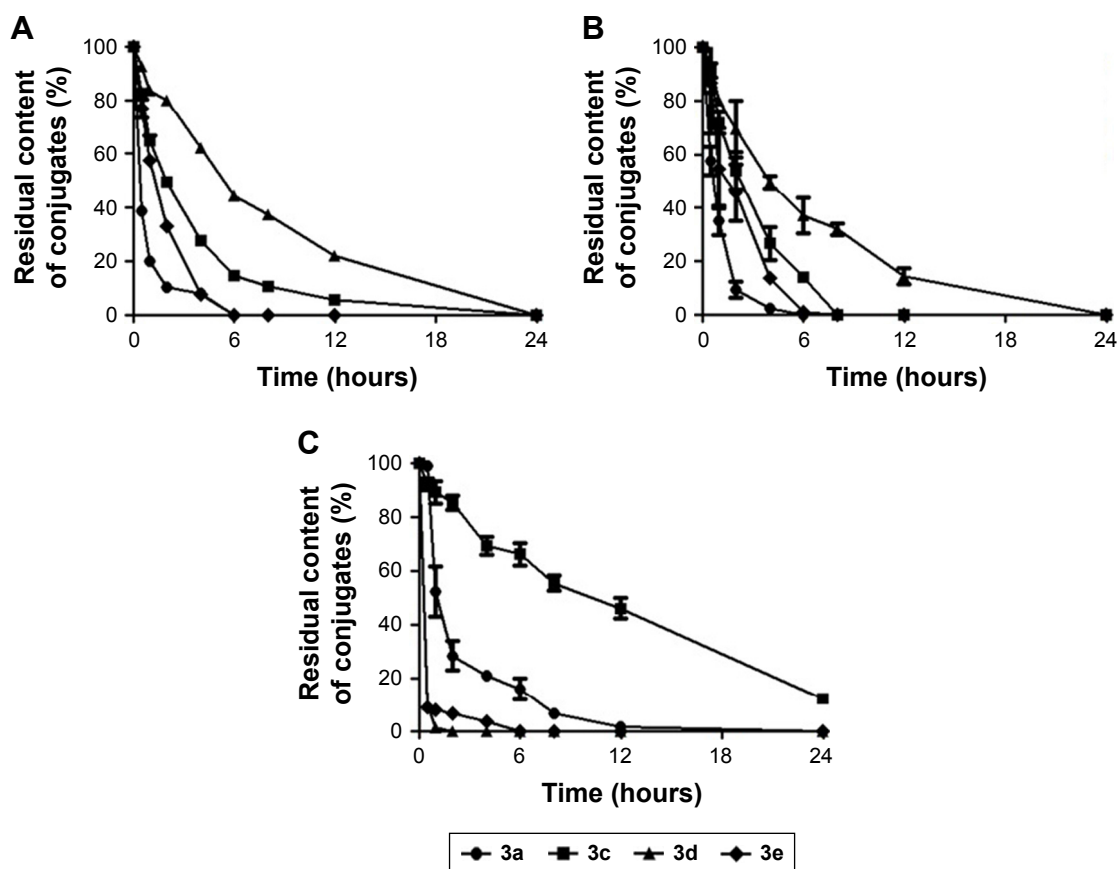 A
Residual content
of conjugates (%)
100
80
60
40
20
0
0 6 12 18 24
Time (hours)
B
Residual content
of conjugates (%)
100
80
60
40
20
0
0 6 12 18 24
Time (hours)
C
Residual content
of conjugates (%)
100
80
60
40
20
0
0 6 12 18 24
Time (hours)
3a 3c 3d 3e